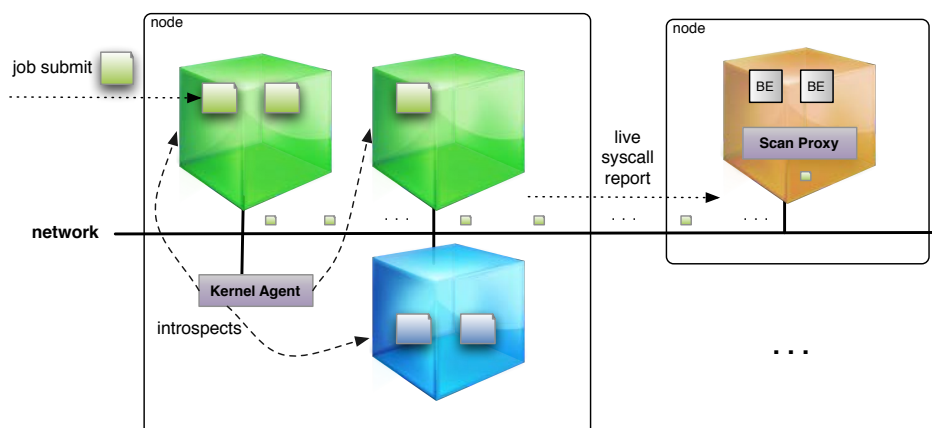 node
node
job submit
BE
BE
Scan Proxy
live
syscall
report
. . .
. . .
. . .
network
Kernel Agent
introspects
. . .